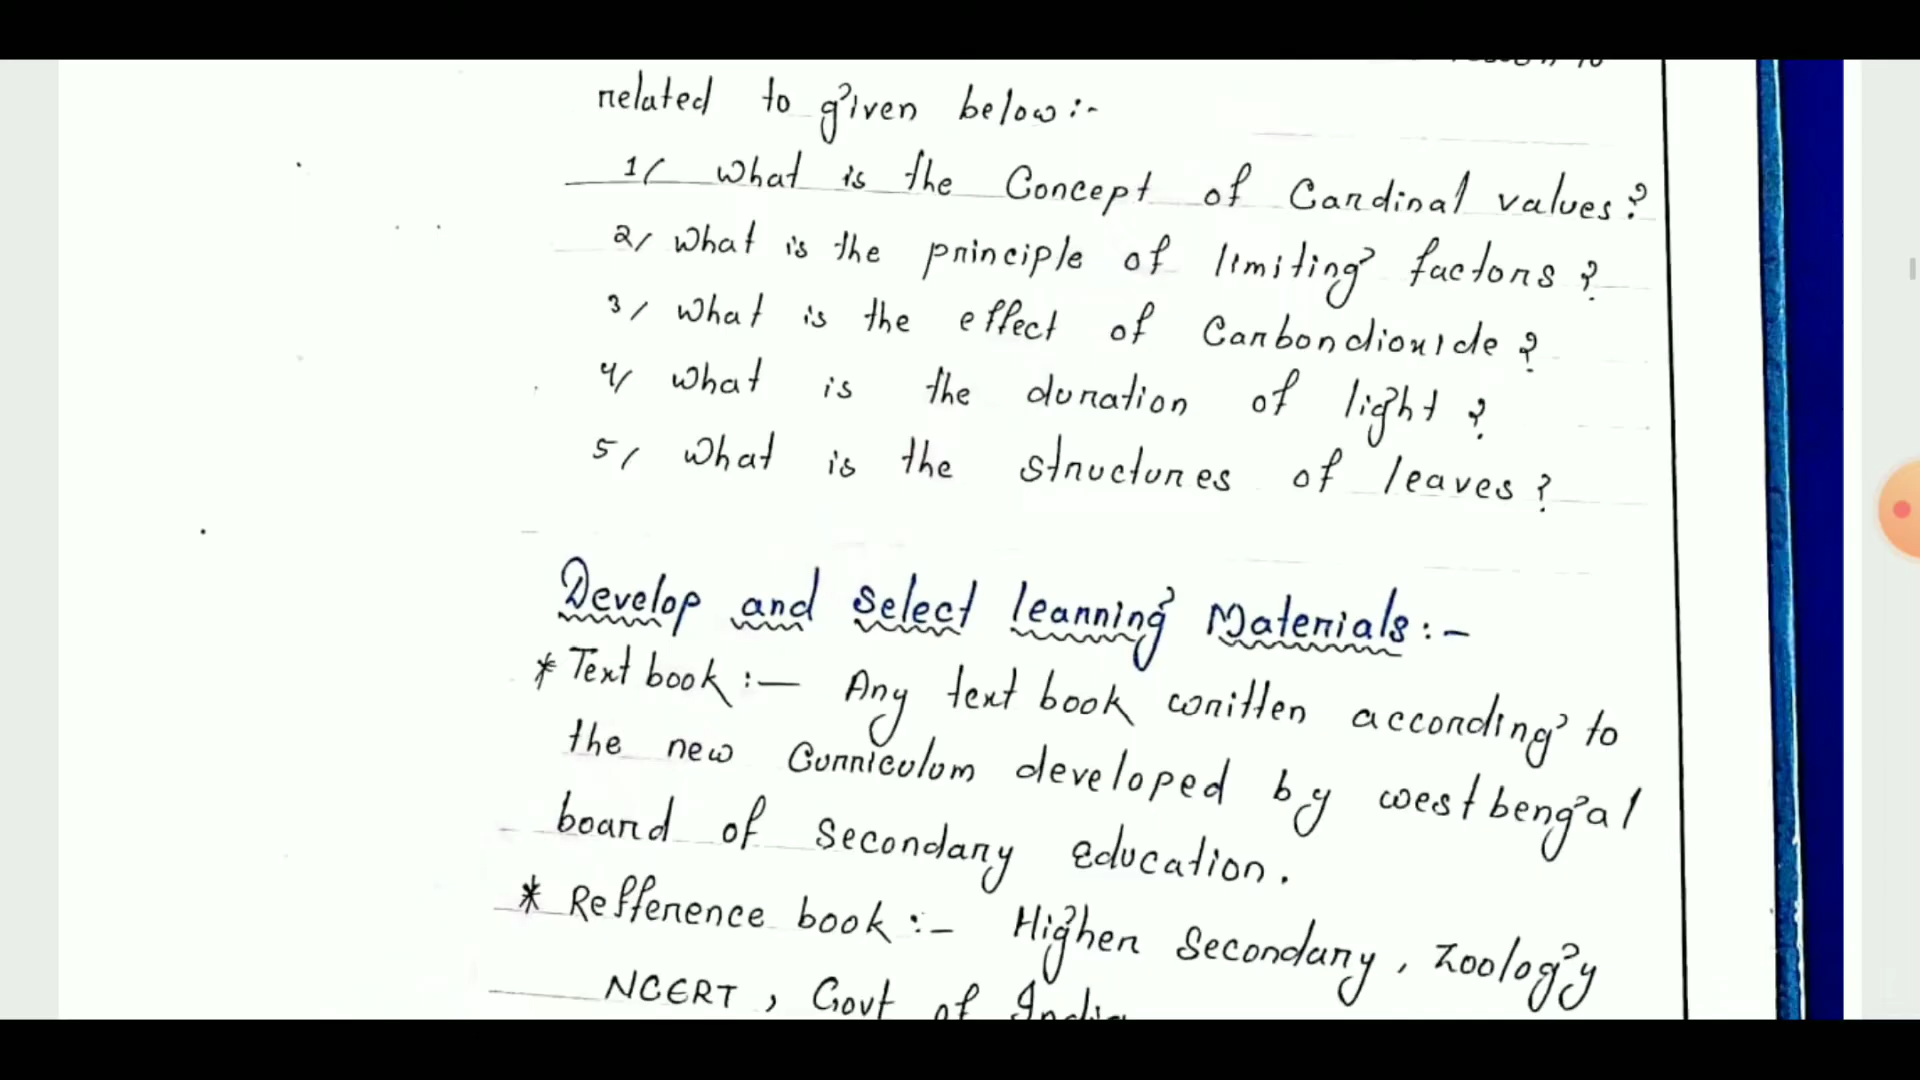 related to given below:-
1/ What is the Concept of Cardinal values?
2/ What is the principle of limiting factors?
3/ What is the effect of Carbondioxide?
4/ What is the duration of light?
5/ What is the structures of leaves?
Develop and Select learning Materials:-
* Text book:— Any text book written according to
the new Curriculum developed by west bengal
board of Secondary Education.
* Refference book:- Higher Secondary, Zoology
NCERT, Govt of India